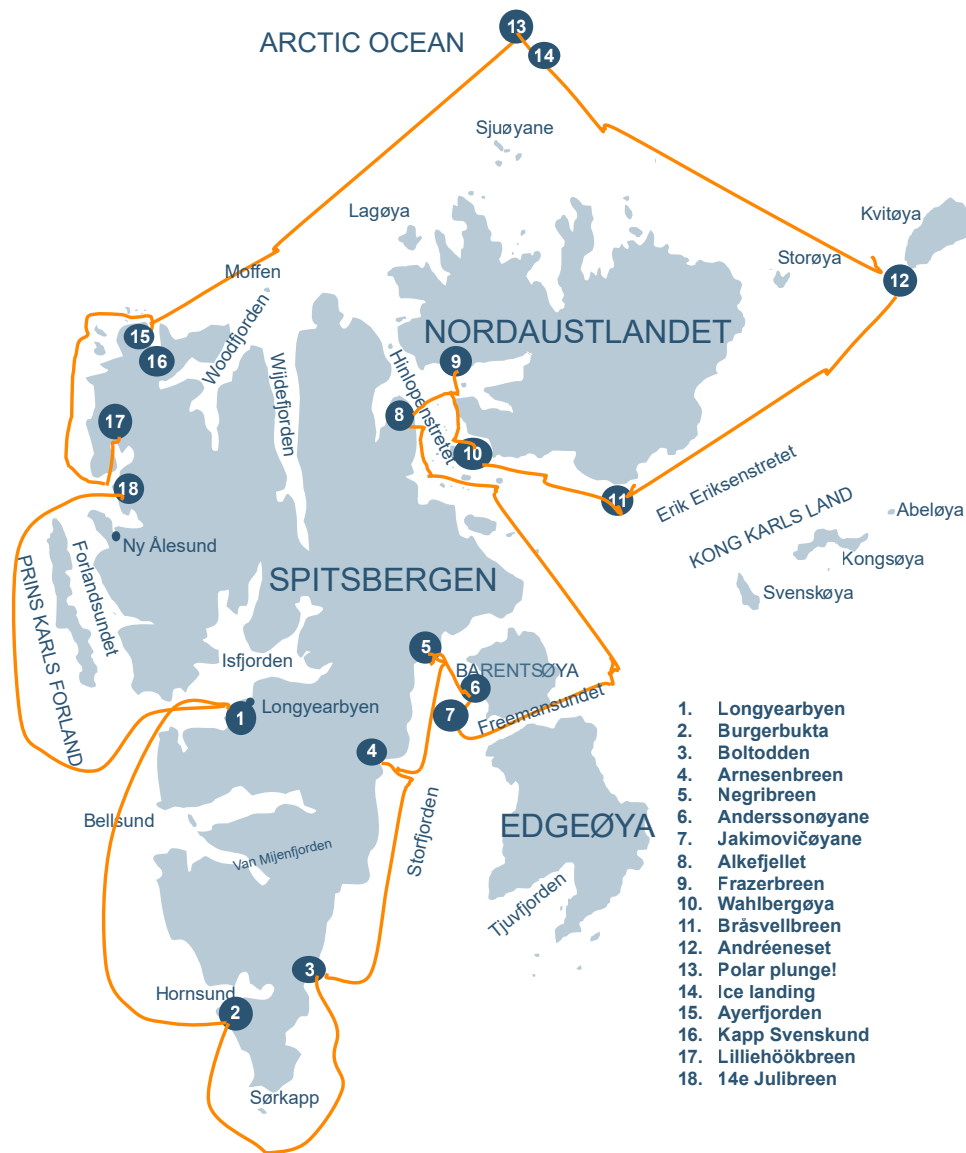 ARCTIC OCEAN
13
14
Sjuøyane
Lagøya
Kvitøya
Storøya
12
Moffen
15
16
Woodfjorden
Wijdefjorden
NORDAUSTLANDET
9
Hinlopenstretet
8
17
10
18
11
Erik Eriksenstretet
KONG KARLS LAND
Abeløya
Kongsøya
Svenskøya
Ny Ålesund
Forlandsundet
PRINS KARLS FORLAND
SPITSBERGEN
Isfjorden
5
BARENTSØYA
6
7
Freemansundet
Longyearbyen
1
4
Bellsund
Van Mijenfjorden
Storfjorden
EDGEØYA
Tjuvfjorden
3
Hornsund
2
Sørkapp
1. Longyearbyen
2. Burgerbukta
3. Boltodden
4. Arnesenbreen
5. Negribreen
6. Anderssonøyane
7. Jakimovičøyane
8. Alkefjellet
9. Frazerbreen
10. Wahlbergøya
11. Bråsvellbreen
12. Andréeneset
13. Polar plunge!
14. Ice landing
15. Ayerfjorden
16. Kapp Svenskund
17. Lilliehöökbreen
18. 14e Julibreen